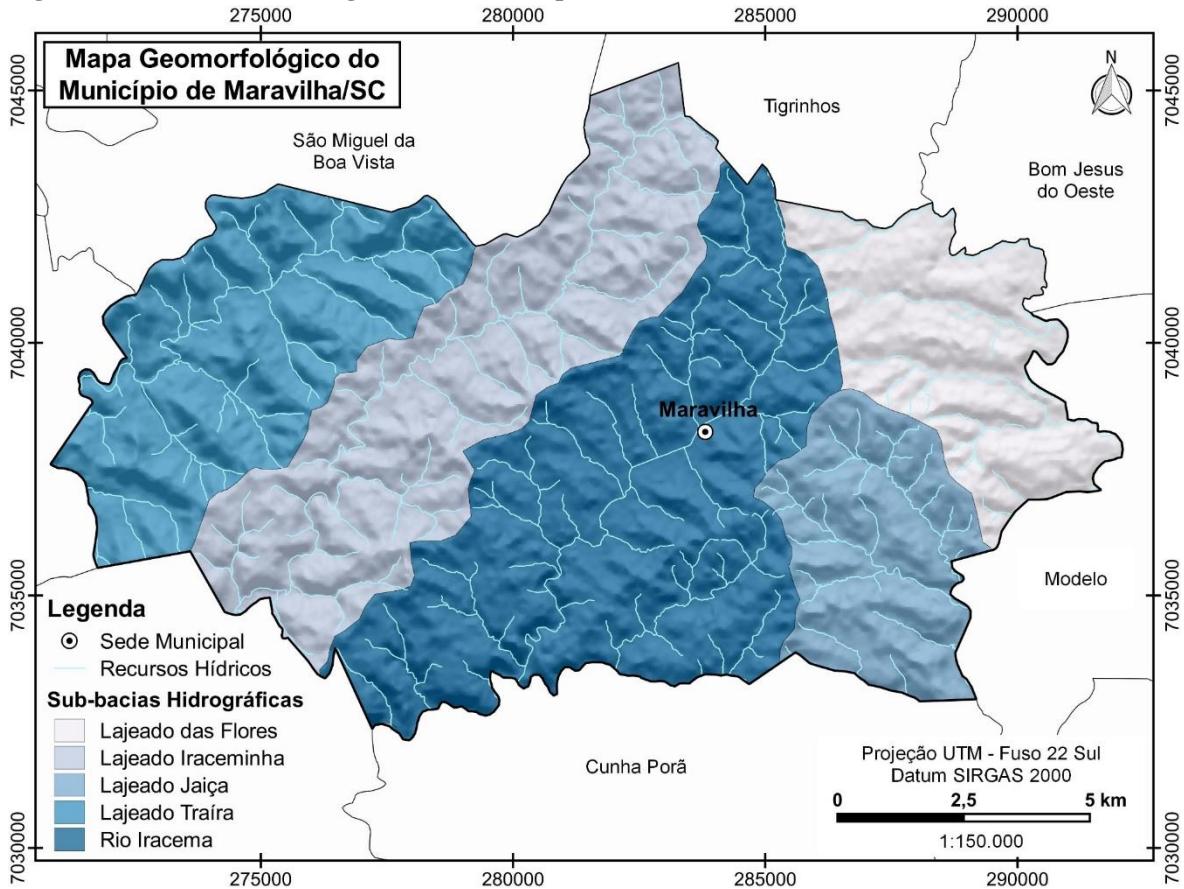 275000
280000
285000
290000
Mapa Geomorfológico do
Município de Maravilha/SC
N
7045000
7045000
Tigrinhos
São Miguel da
Boa Vista
Bom Jesus
do Oeste
7040000
7040000
Maravilha
7035000
7035000
Modelo
Legenda
Sede Municipal
Recursos Hídricos
Sub-bacias Hidrográficas
Lajeado das Flores
Lajeado Iraceminha
Lajeado Jaiça
Lajeado Traíra
Rio Iracema
Cunha Porã
Projeção UTM - Fuso 22 Sul
Datum SIRGAS 2000
0 2,5 5 km
1:150.000
7030000
7030000
275000
280000
285000
290000